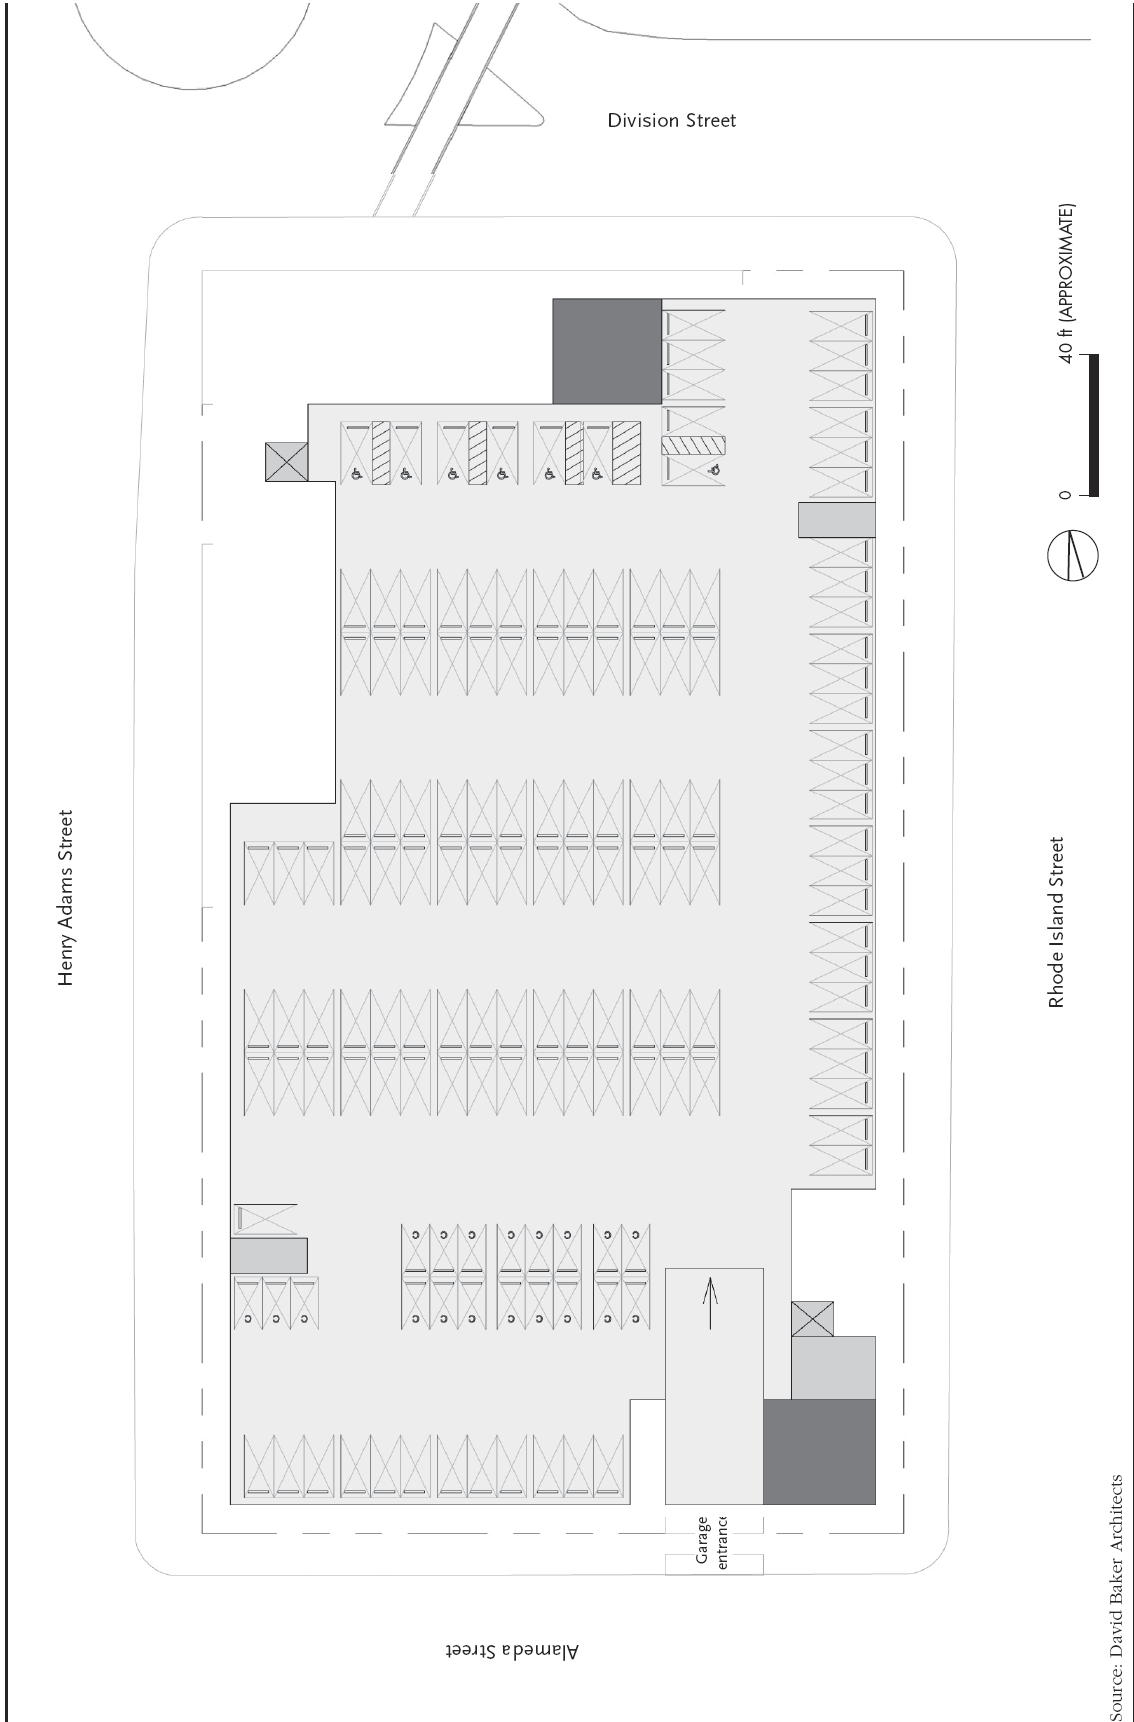 Division Street
40 ft (APPROXIMATE)
0
Henry Adams Street
Rhode Island Street
Garage
entrance
Alameda Street
Source: David Baker Architects